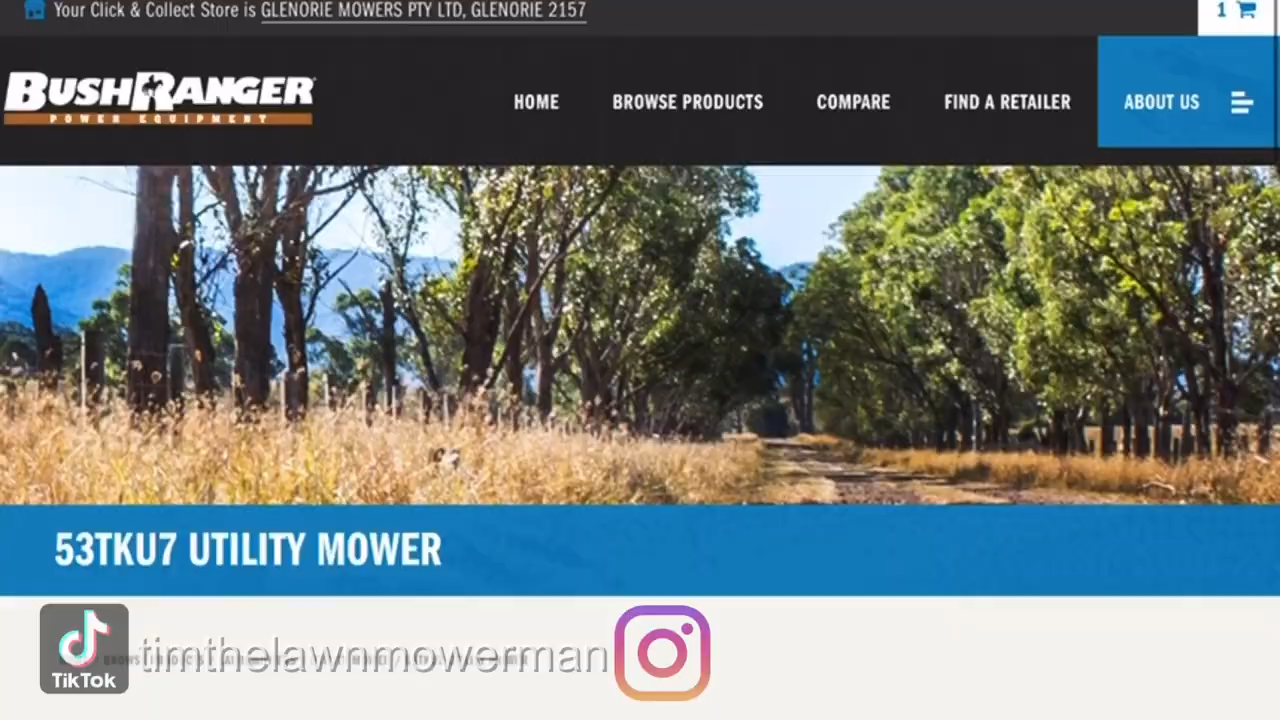 Your Click & Collect Store is GLENORIE MOWERS PTY LTD, GLENORIE 2157
1
BUSHRANGER
POWER EQUIPMENT
HOME
BROWSE PRODUCTS
COMPARE
FIND A RETAILER
ABOUT US
53TKU7 UTILITY MOWER
timthelawnmowerman
TikTok